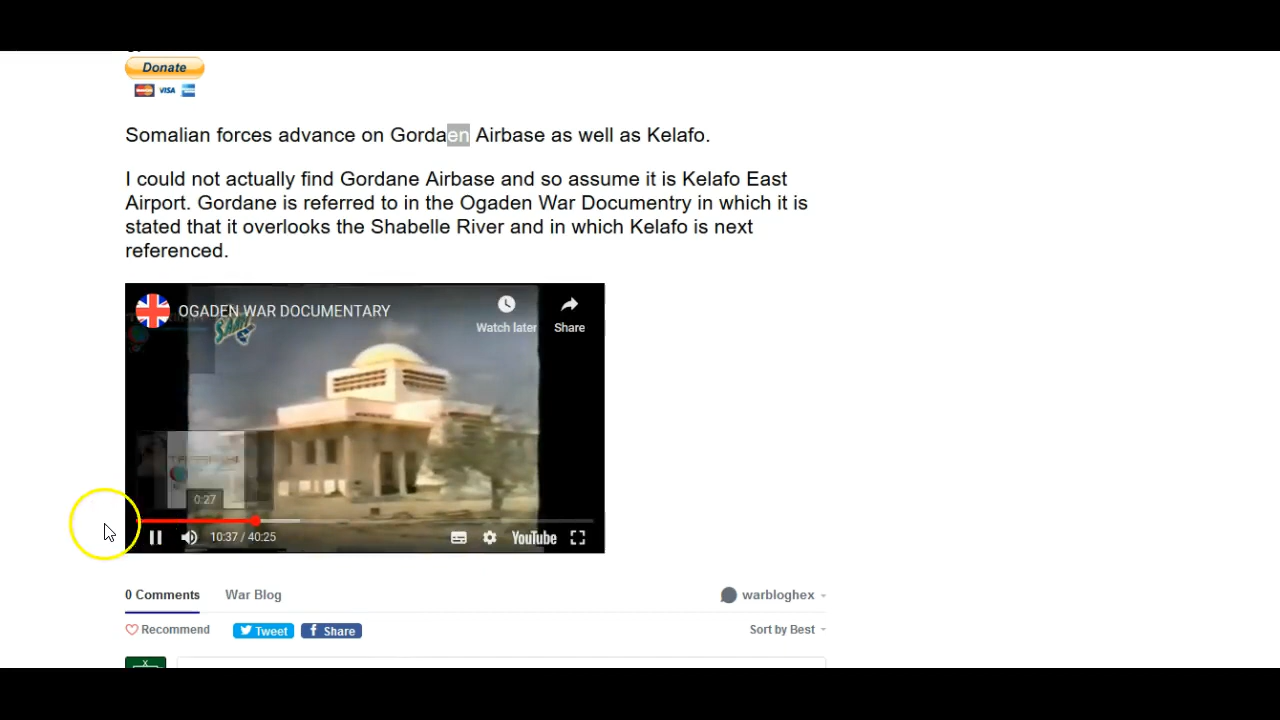 Donate
VISA
Somalian forces advance on Gordaen Airbase as well as Kelafo.
I could not actually find Gordane Airbase and so assume it is Kelafo East
Airport. Gordane is referred to in the Ogaden War Documentry in which it is
stated that it overlooks the Shabelle River and in which Kelafo is next
referenced.
OGADEN WAR DOCUMENTARY
Watch later
Share
0:27
10:37 / 40:25
YouTube
0 Comments
War Blog
warbloghex
Recommend
Tweet
Share
Sort by Best
X